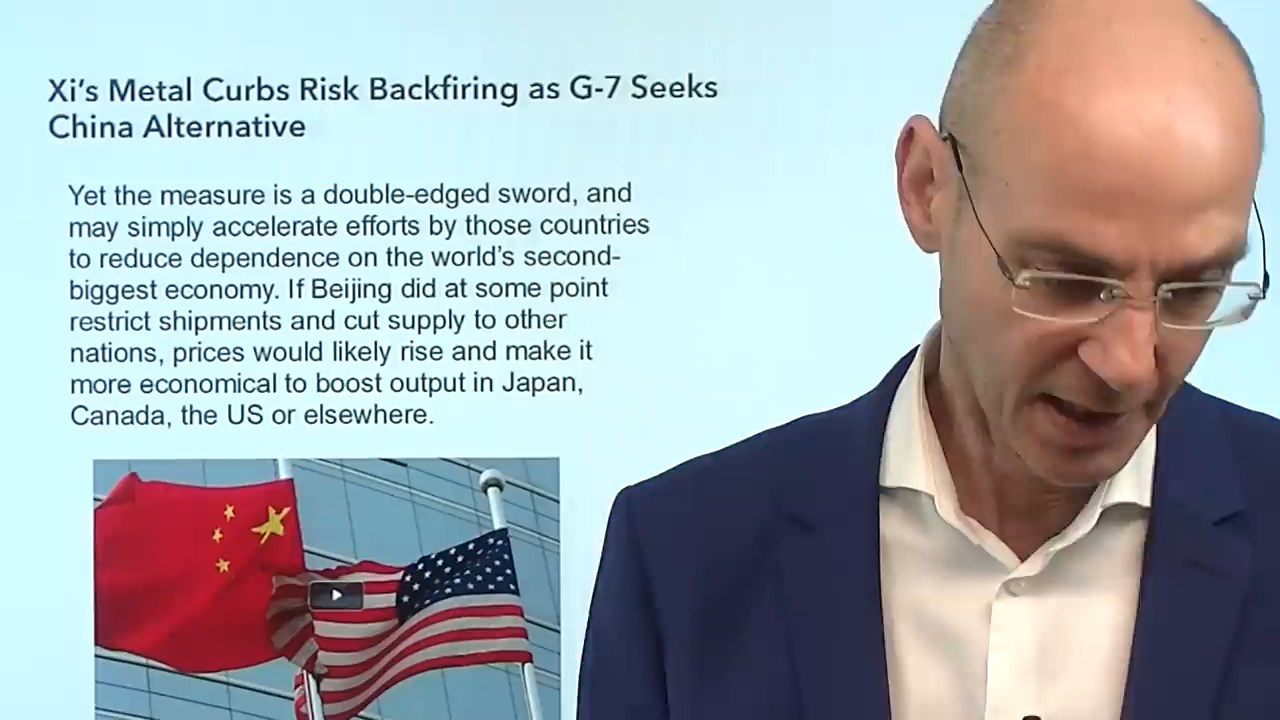 Xi's Metal Curbs Risk Backfiring as G-7 Seeks
China Alternative
Yet the measure is a double-edged sword, and
may simply accelerate efforts by those countries
to reduce dependence on the world's second-
biggest economy. If Beijing did at some point
restrict shipments and cut supply to other
nations, prices would likely rise and make it
more economical to boost output in Japan,
Canada, the US or elsewhere.